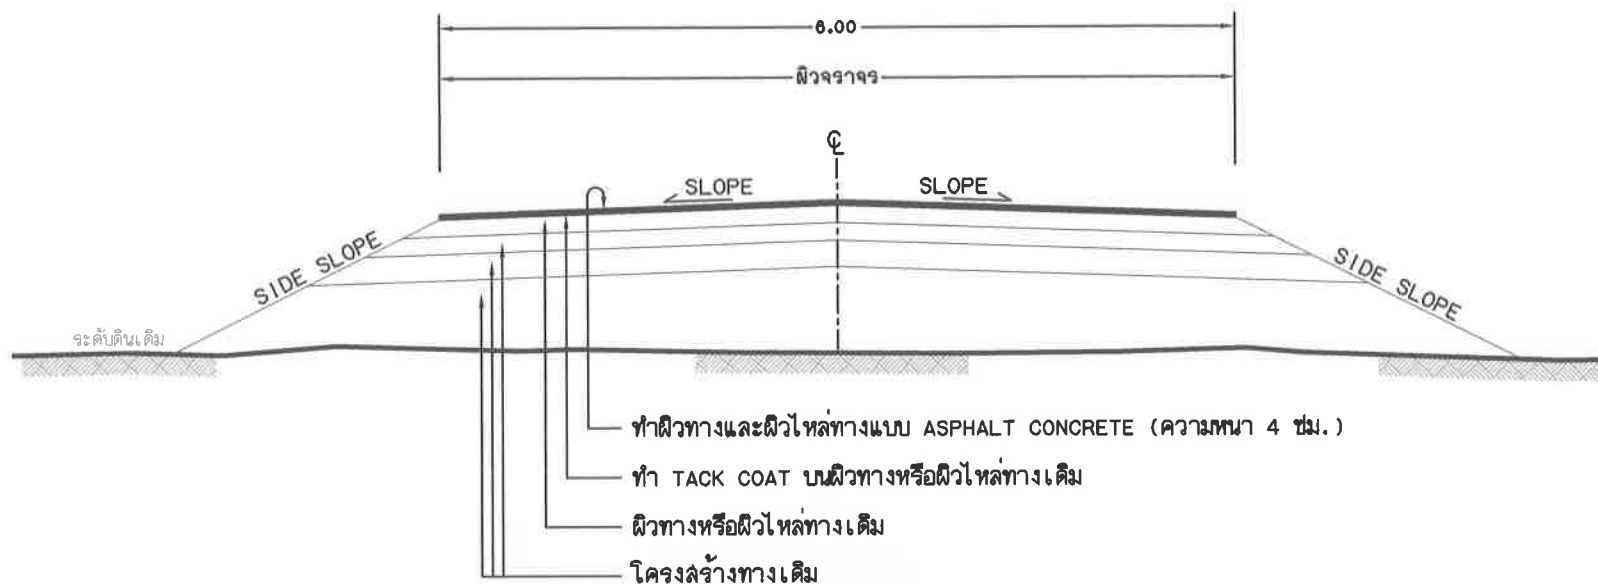 6.00
ผิวจราจร
℄
SLOPE SLOPE
SIDE SLOPE SIDE SLOPE
ระดับดินเดิม
ทำผิวทางและผิวไหล่ทางแบบ ASPHALT CONCRETE (ความหนา 4 ซม.)
ทำ TACK COAT บนผิวทางหรือผิวไหล่ทางเดิม
ผิวทางหรือผิวไหล่ทางเดิม
โครงสร้างทางเดิม